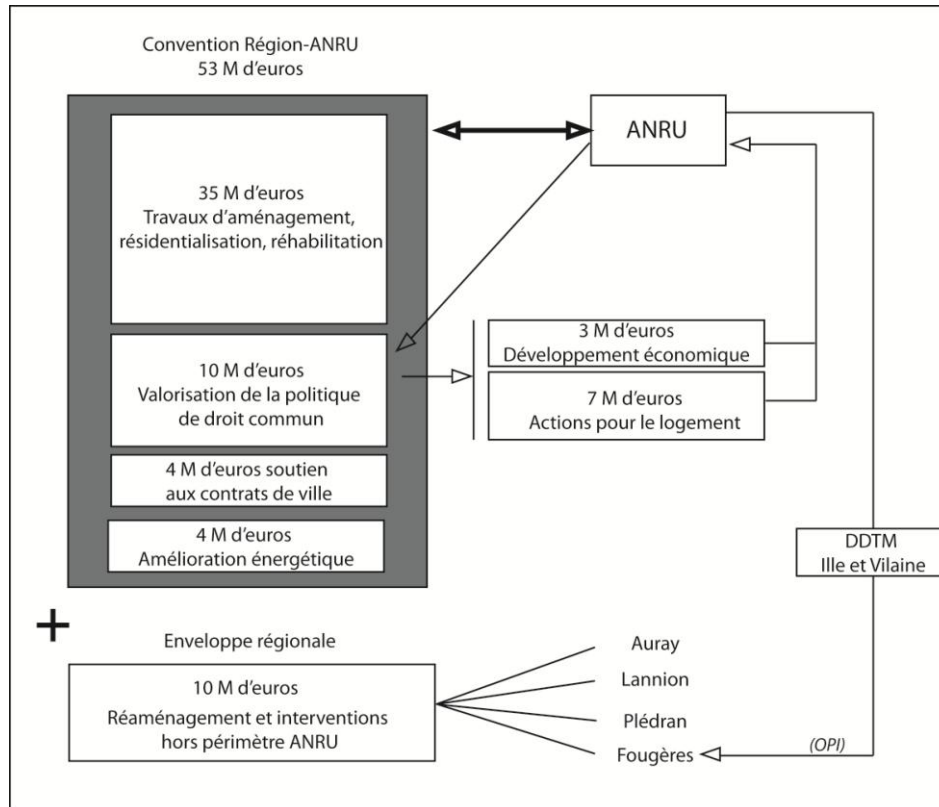 Convention Région-ANRU
53 M d'euros
35 M d'euros
Travaux d'aménagement,
résidentialisation, réhabilitation
10 M d'euros
Valorisation de la politique
de droit commun
4 M d'euros soutien
aux contrats de ville
4 M d'euros
Amélioration énergétique
ANRU
3 M d'euros
Développement économique
7 M d'euros
Actions pour le logement
DDTM
Ille et Vilaine
+
Enveloppe régionale
10 M d'euros
Réaménagement et interventions
hors périmètre ANRU
Auray
Lannion
Plédran
Fougères
(OPI)